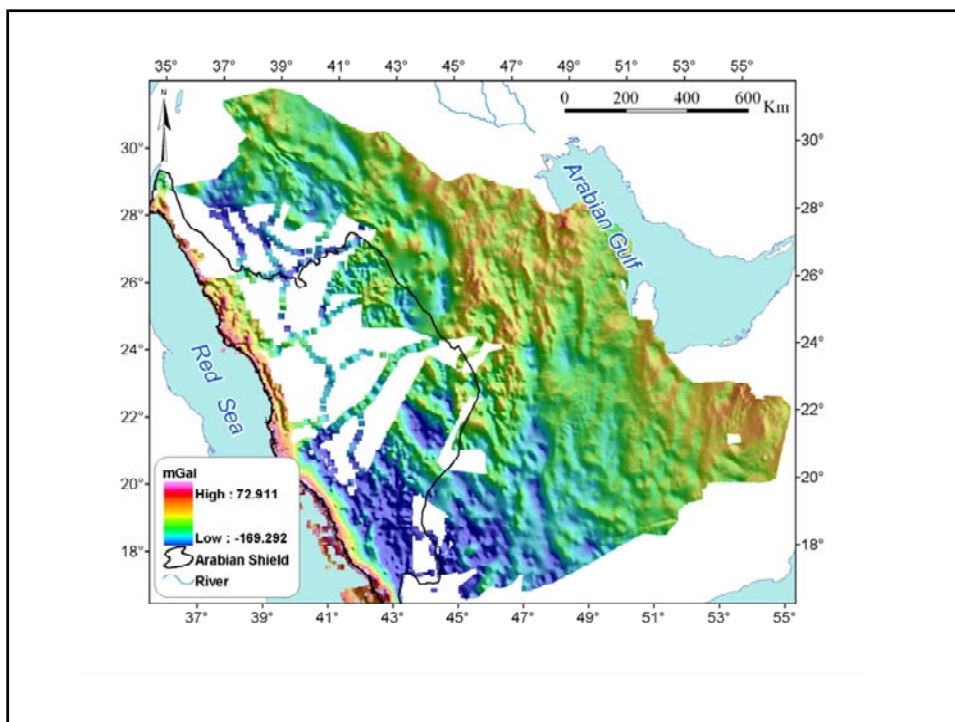 35° 37° 39° 41° 43° 45° 47° 49° 51° 53° 55°
0 200 400 600 Km
N
30° 30°
Arabian Gulf
28° 28°
26° 26°
24° 24°
Red Sea
22° 22°
20° 20°
18° 18°
mGal
High : 72.911
Low : -169.292
Arabian Shield
River
37° 39° 41° 43° 45° 47° 49° 51° 53° 55°